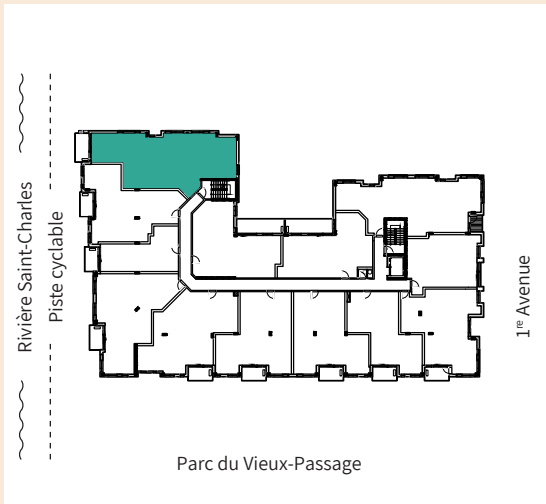 Rivière Saint-Charles
Piste cyclable
1re Avenue
Parc du Vieux-Passage